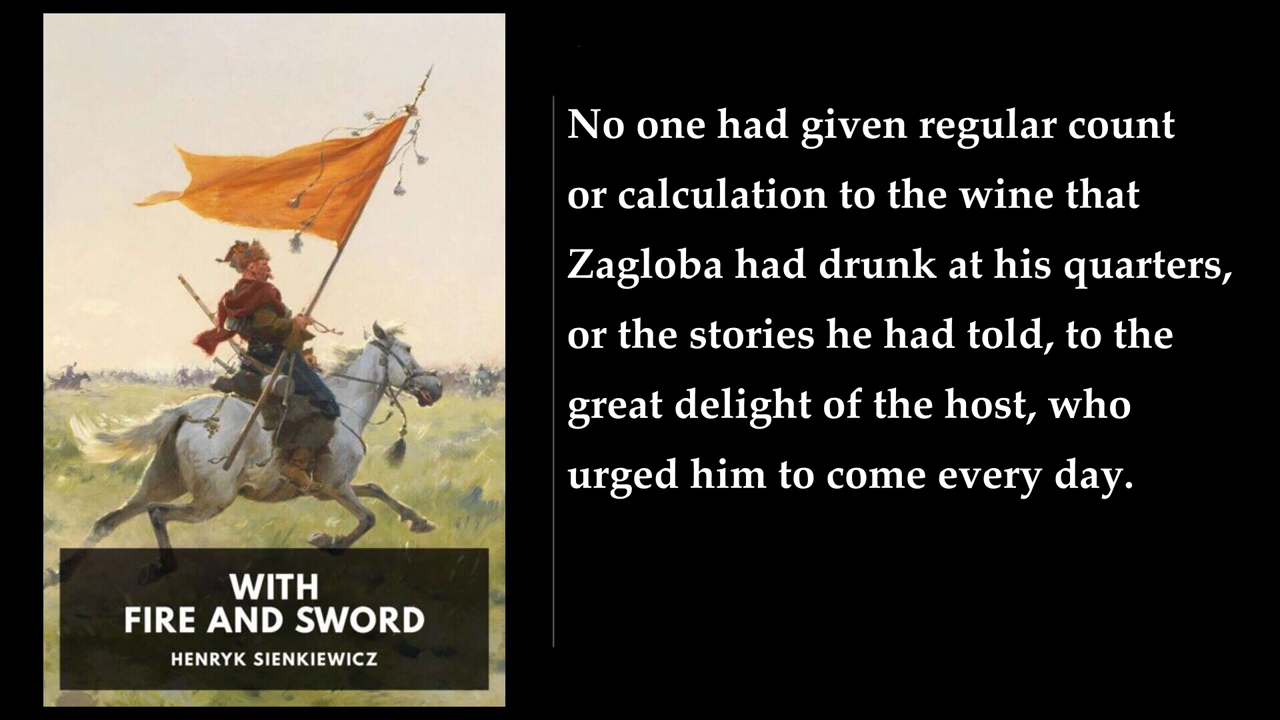 WITH
FIRE AND SWORD
HENRYK SIENKIEWICZ
No one had given regular count
or calculation to the wine that
Zagloba had drunk at his quarters,
or the stories he had told, to the
great delight of the host, who
urged him to come every day.